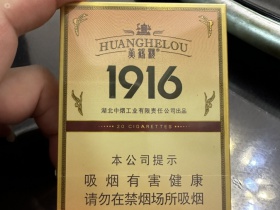 HUANGHELOU
黄鹤楼
1916
湖北中烟工业有限责任公司出品
20 CIGARETTES
本公司提示
吸烟有害健康
请勿在禁烟场所吸烟